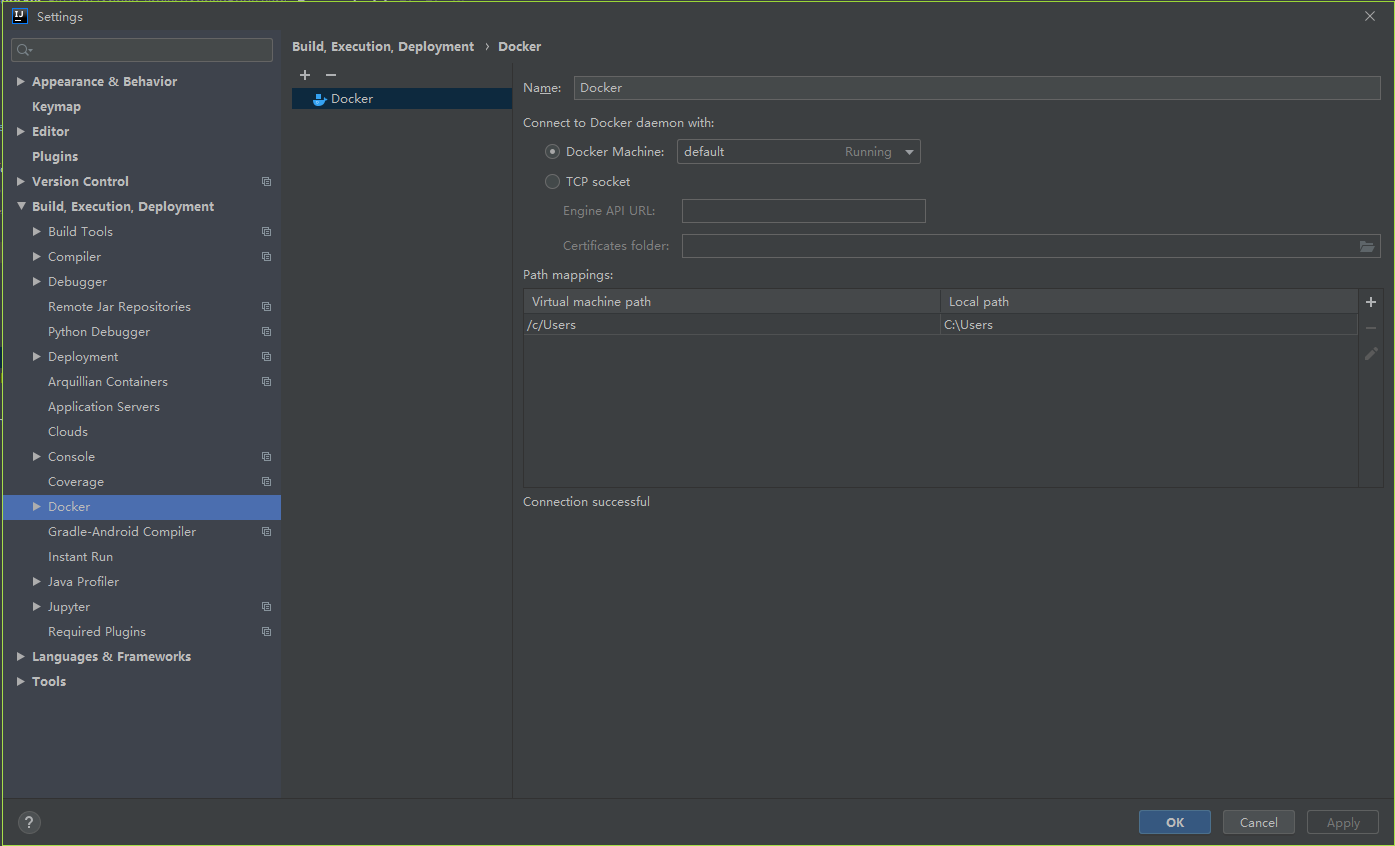 Settings
Build, Execution, Deployment › Docker
Appearance & Behavior
Keymap
Editor
Plugins
Version Control
Build, Execution, Deployment
Build Tools
Compiler
Debugger
Remote Jar Repositories
Python Debugger
Deployment
Arquillian Containers
Application Servers
Clouds
Console
Coverage
Docker
Gradle-Android Compiler
Instant Run
Java Profiler
Jupyter
Required Plugins
Languages & Frameworks
Tools
Docker
Name: Docker
Connect to Docker daemon with:
Docker Machine: default Running
TCP socket
Engine API URL:
Certificates folder:
Path mappings:
Virtual machine path Local path
/c/Users C:\Users
Connection successful
? OK Cancel Apply